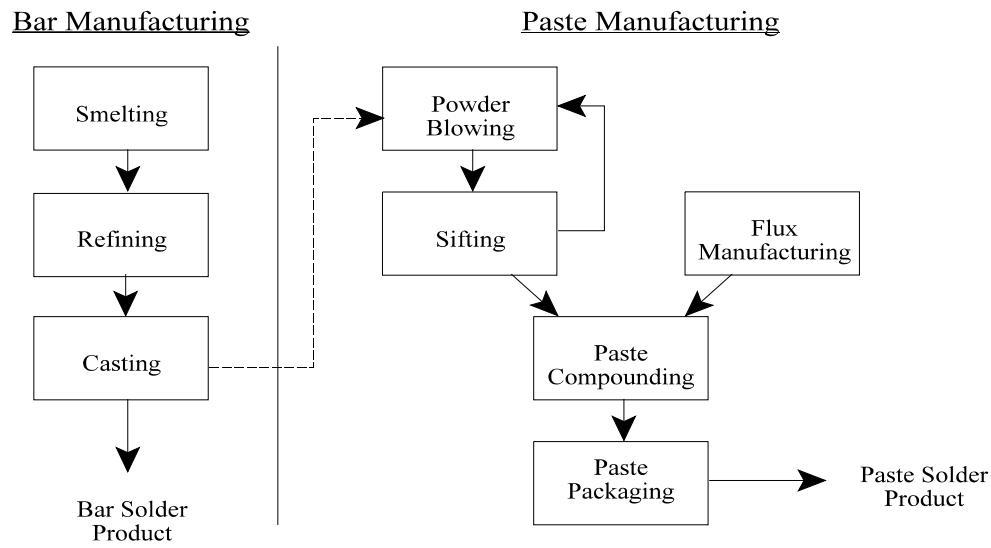 Bar Manufacturing
Smelting
Refining
Casting
Bar Solder
Product
Paste Manufacturing
Powder
Blowing
Sifting
Flux
Manufacturing
Paste
Compounding
Paste
Packaging
Paste Solder
Product